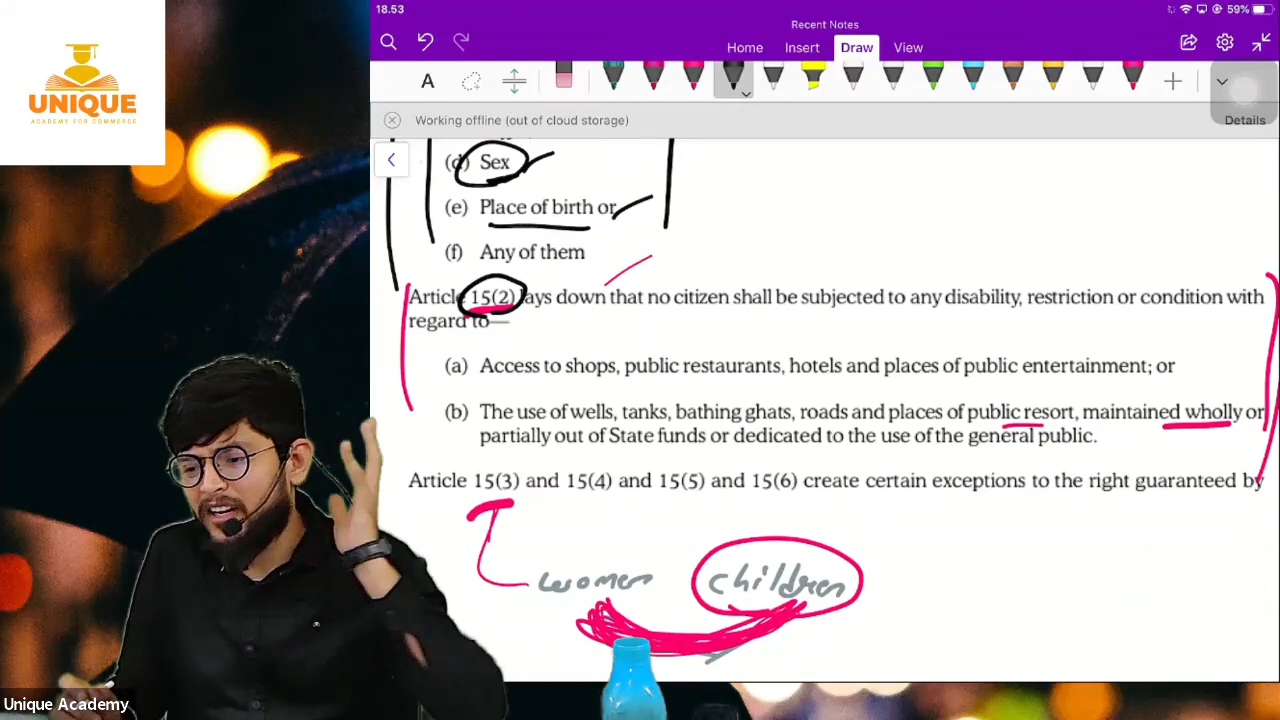 UNIQUE
ACADEMY FOR COMMERCE
18.53
Recent Notes
59%
Home Insert Draw View
A
Working offline (out of cloud storage)
Details
(d) Sex
(e) Place of birth or
(f) Any of them
Article 15(2) lays down that no citizen shall be subjected to any disability, restriction or condition with
regard to—
(a) Access to shops, public restaurants, hotels and places of public entertainment; or
(b) The use of wells, tanks, bathing ghats, roads and places of public resort, maintained wholly or
partially out of State funds or dedicated to the use of the general public.
Article 15(3) and 15(4) and 15(5) and 15(6) create certain exceptions to the right guaranteed by
women children
Unique Academy